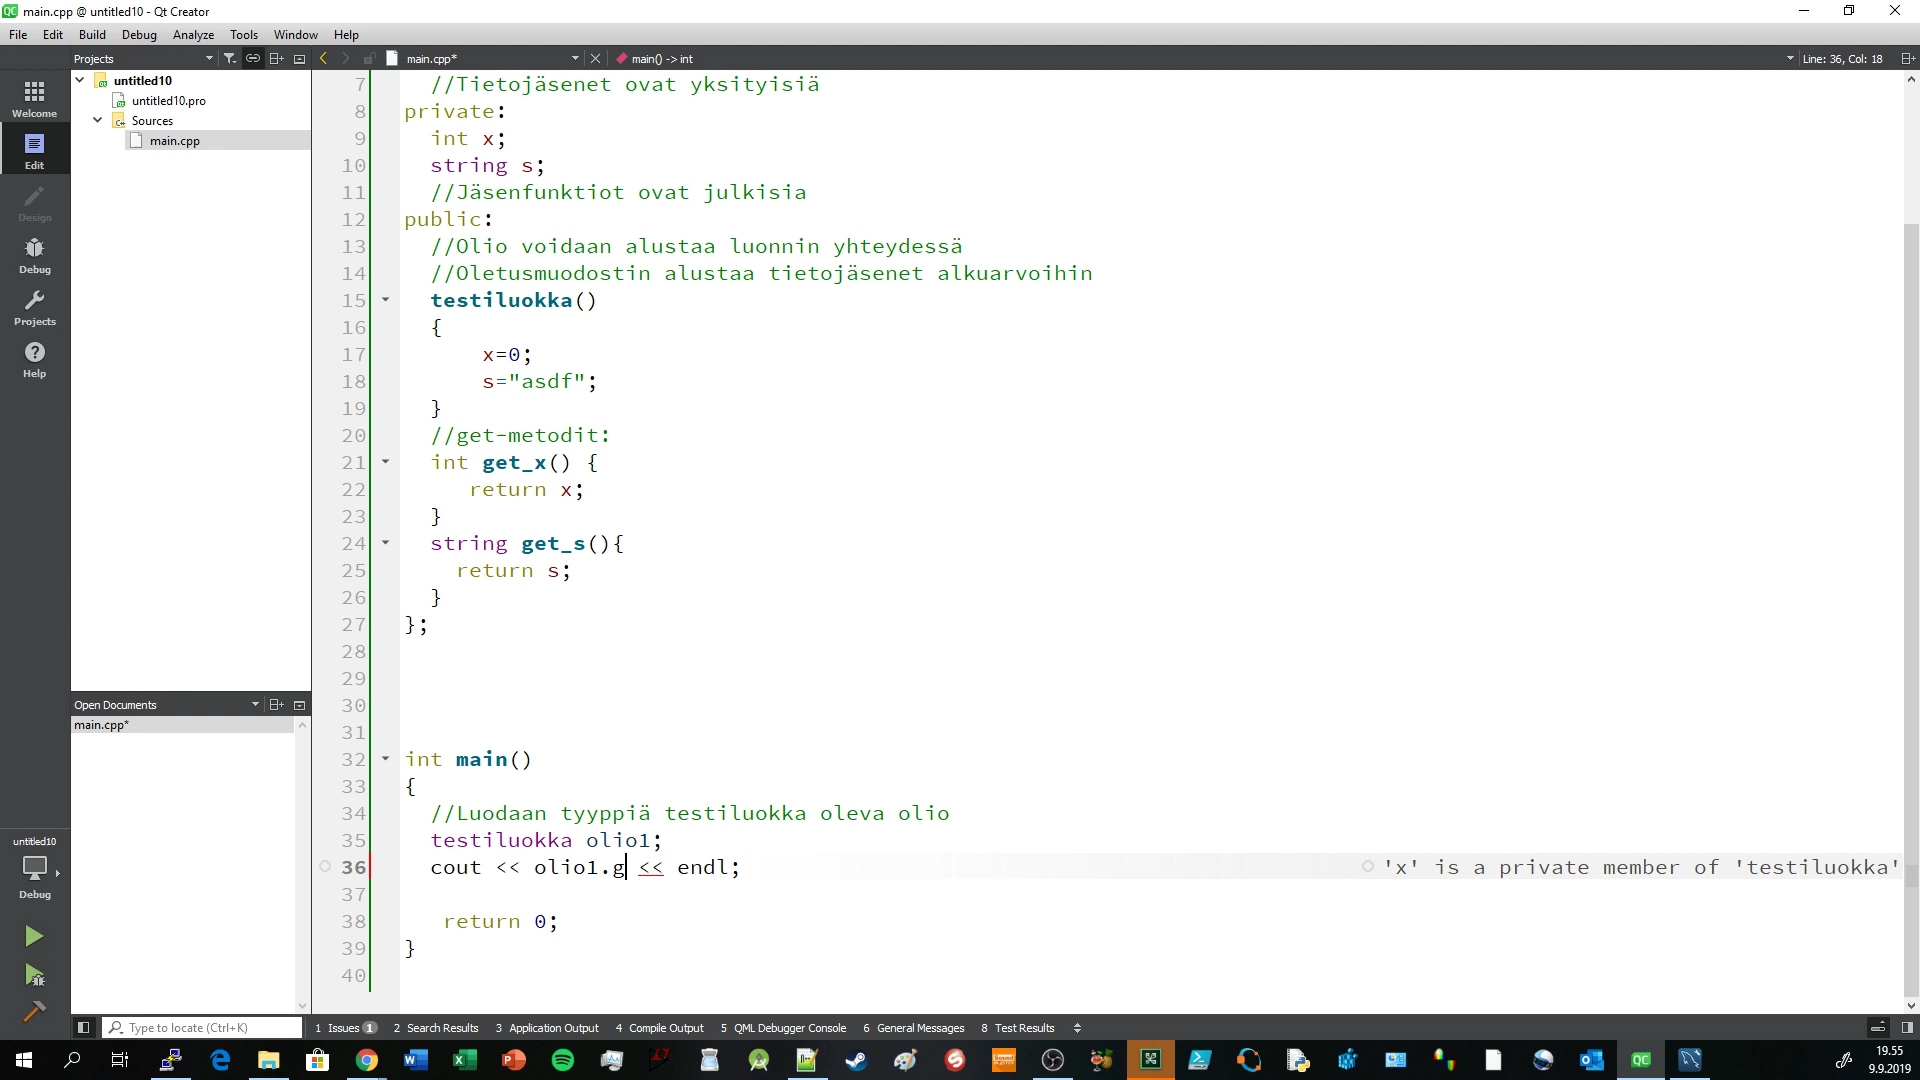 main.cpp @ untitled10 - Qt Creator
File Edit Build Debug Analyze Tools Window Help
Projects main.cpp* main() -> int Line: 36, Col: 18
untitled10
untitled10.pro
Sources
main.cpp
Welcome
Edit
Design
Debug
Projects
Help
7 //Tietojäsenet ovat yksityisiä
8 private:
9 int x;
10 string s;
11 //Jäsenfunktiot ovat julkisia
12 public:
13 //Olio voidaan alustaa luonnin yhteydessä
14 //Oletusmuodostin alustaa tietojäsenet alkuarvoihin
15 testiluokka()
16 {
17 x=0;
18 s="asdf";
19 }
20 //get-metodit:
21 int get_x() {
22 return x;
23 }
24 string get_s(){
25 return s;
26 }
27 };
28
29
30
31
32 int main()
33 {
34 //Luodaan tyyppiä testiluokka oleva olio
35 testiluokka olio1;
36 cout << olio1.g << endl; 'x' is a private member of 'testiluokka'
37
38 return 0;
39 }
40
Open Documents
main.cpp*
untitled10
Debug
Type to locate (Ctrl+K) 1 Issues 1 2 Search Results 3 Application Output 4 Compile Output 5 QML Debugger Console 6 General Messages 8 Test Results
19.55
9.9.2019